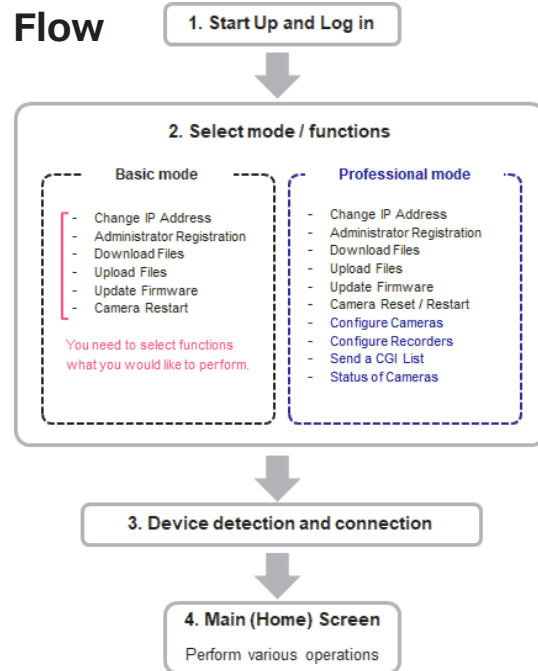 Flow
1. Start Up and Log in
2. Select mode / functions
Basic mode
- Change IP Address
- Administrator Registration
- Download Files
- Upload Files
- Update Firmware
- Camera Restart
You need to select functions
what you would like to perform.
Professional mode
- Change IP Address
- Administrator Registration
- Download Files
- Upload Files
- Update Firmware
- Camera Reset / Restart
- Configure Cameras
- Configure Recorders
- Send a CGI List
- Status of Cameras
3. Device detection and connection
4. Main (Home) Screen
Perform various operations